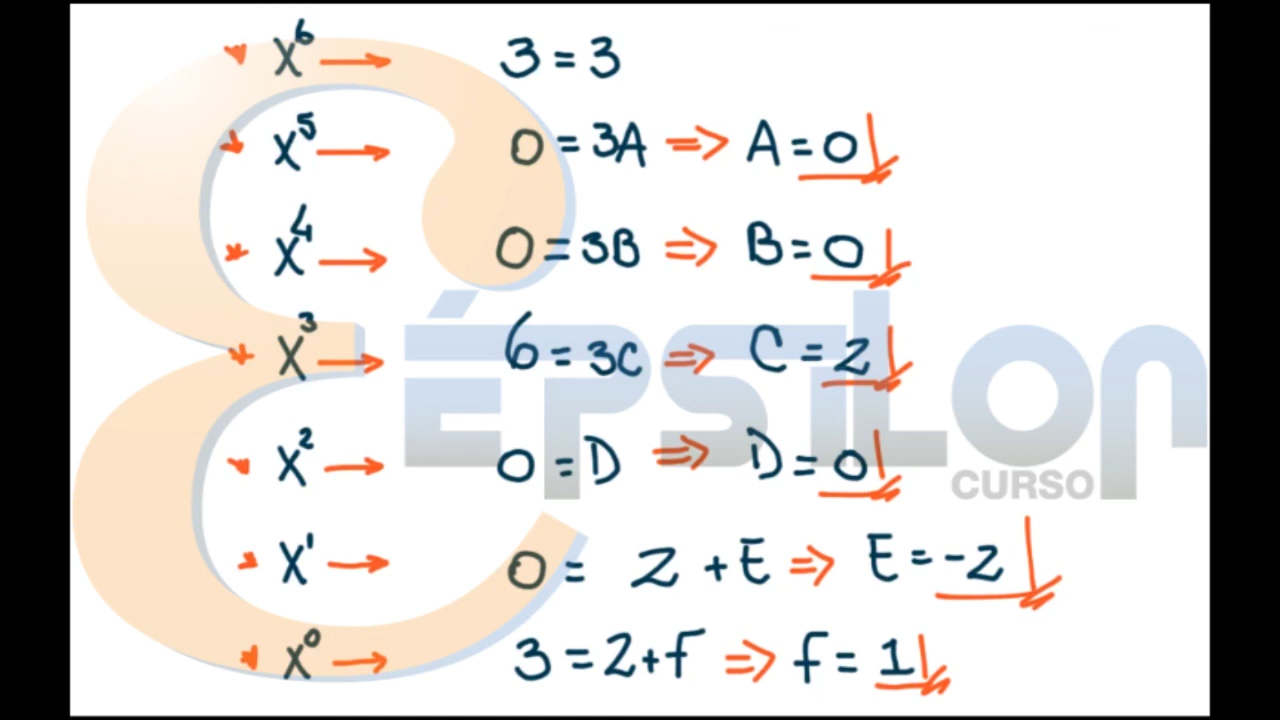 x⁶ → 3 = 3
x⁵ → 0 = 3A ⇒ A = 0
x⁴ → 0 = 3B ⇒ B = 0
x³ → 6 = 3C ⇒ C = 2
x² → 0 = D ⇒ D = 0
x¹ → 0 = 2 + E ⇒ E = -2
x⁰ → 3 = 2 + f ⇒ f = 1
ÉPSILON
CURSO